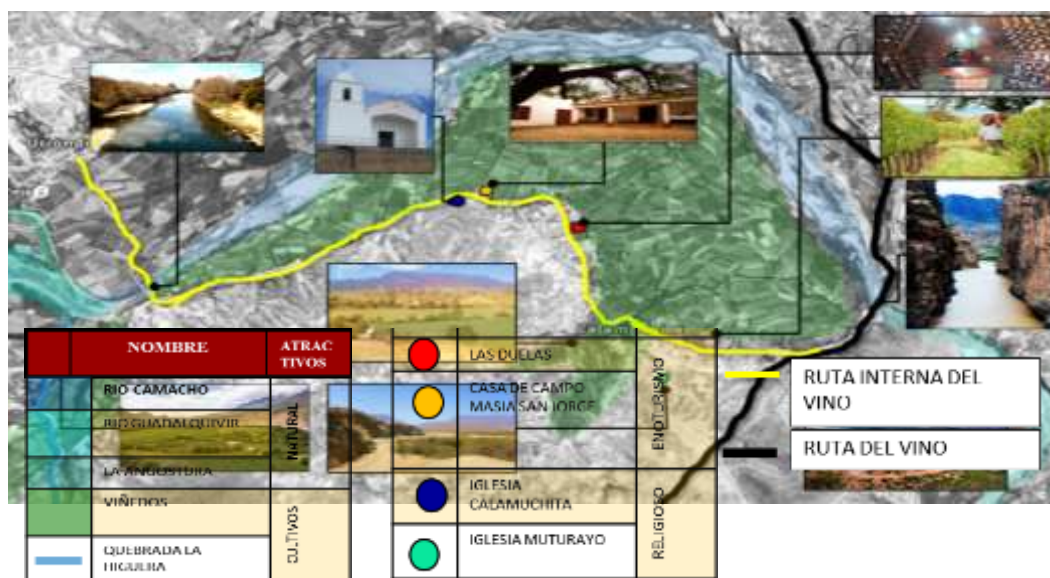 NOMBRE
ATRAC
TIVOS
RIO CAMACHO
RIO GUADALQUIVIR
LA ANGOSTURA
NATURAL
VIÑEDOS
QUEBRADA LA
HIGUERA
CULTIVOS
LAS DUELAS
CASA DE CAMPO
MASIA SAN JORGE
ENOTURISMO
IGLESIA
CALAMUCHITA
IGLESIA MUTURAYO
RELIGIOSO
RUTA INTERNA DEL
VINO
RUTA DEL VINO